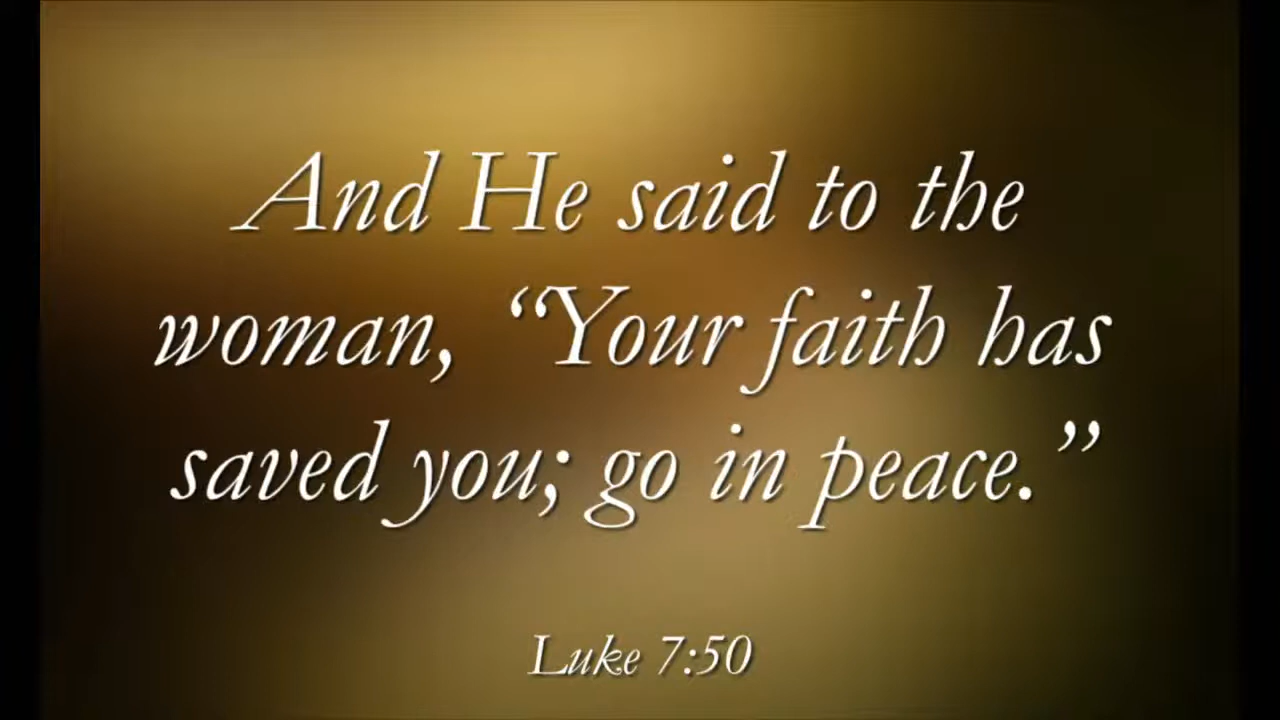 And He said to the
woman, “Your faith has
saved you; go in peace.”
Luke 7:50